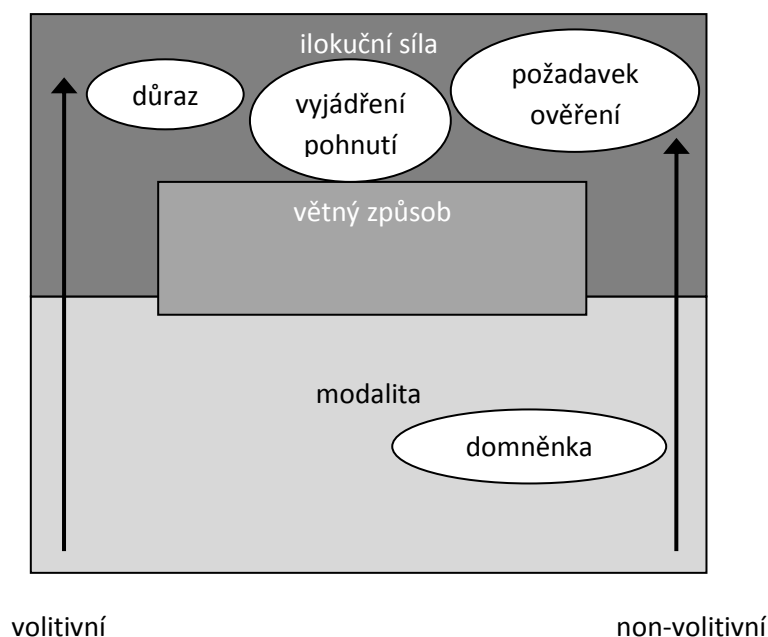 ilokuční síla
důraz
vyjádření
pohnutí
požadavek
ověření
větný způsob
modalita
domněnka
volitivní
non-volitivní